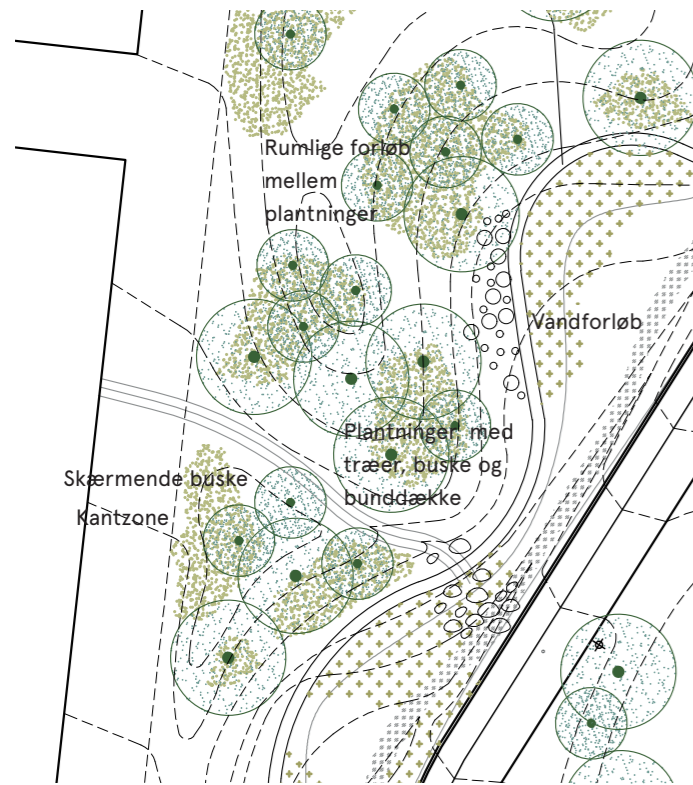 Rumlige forløb
mellem
plantninger
Vandforløb
Plantninger med
træer, buske og
bunddække
Skærmende buske
Kantzone